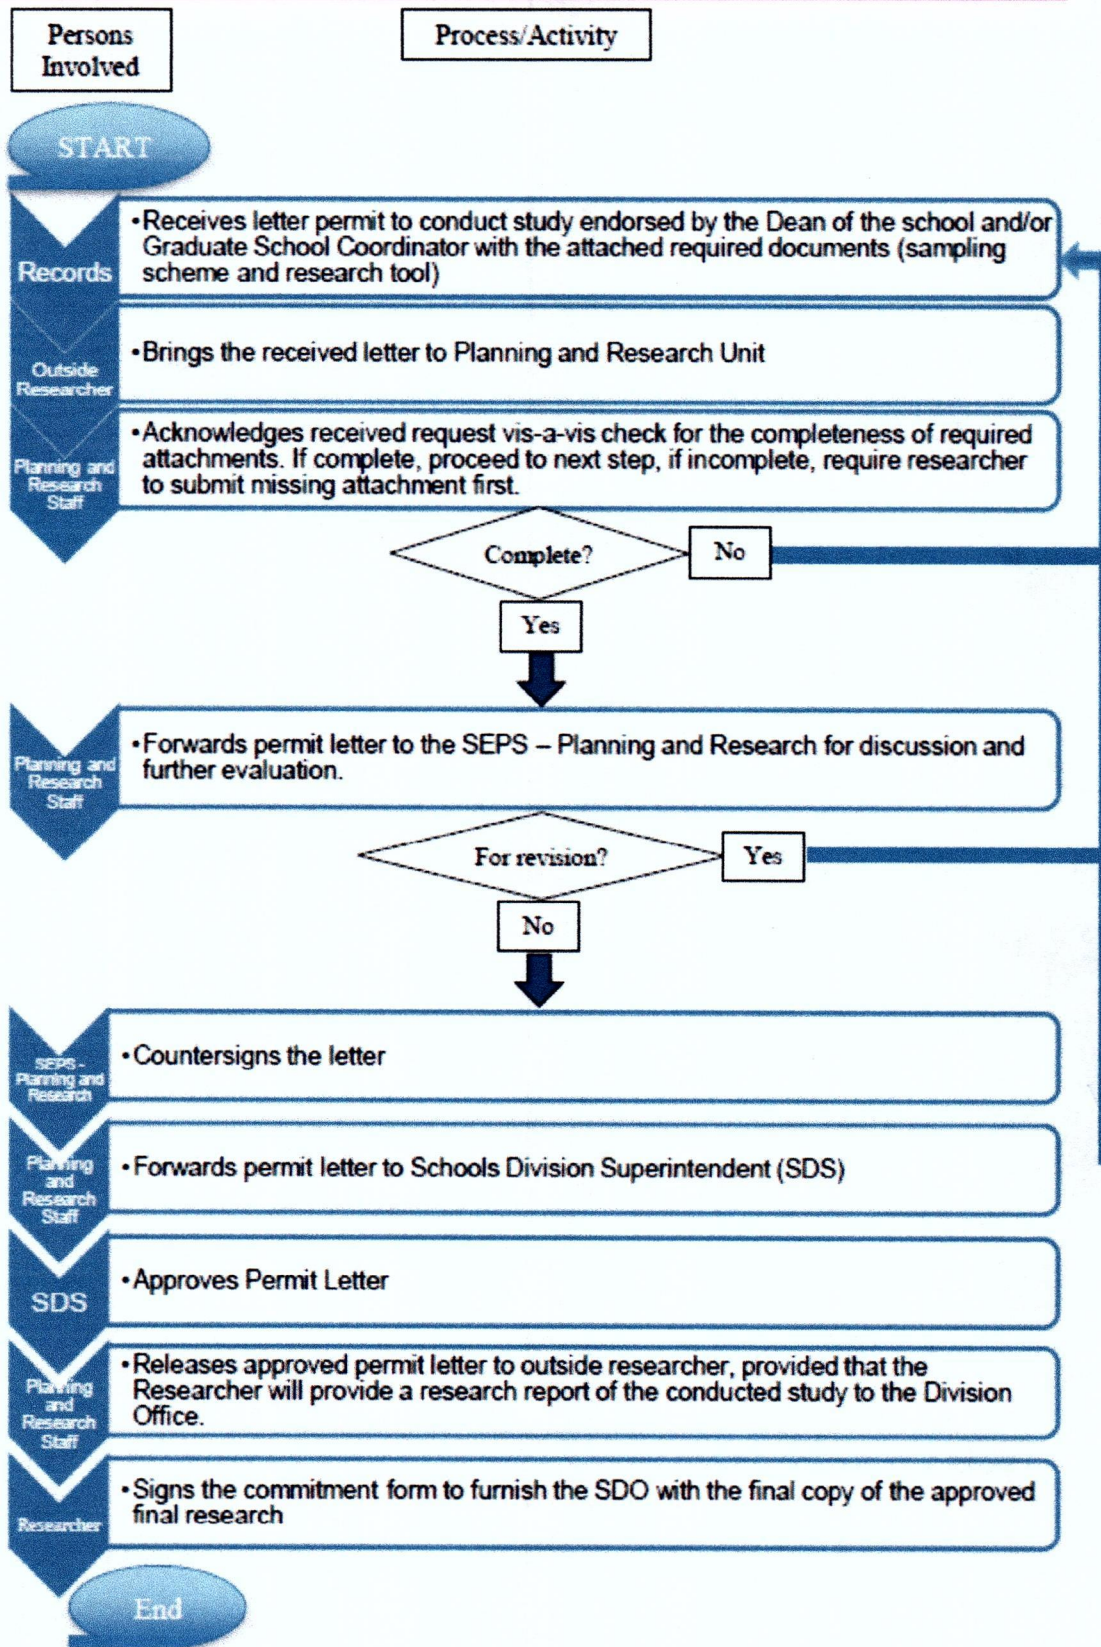 Persons
Involved
Process/Activity
START
Records
•Receives letter permit to conduct study endorsed by the Dean of the school and/or
Graduate School Coordinator with the attached required documents (sampling
scheme and research tool)
Outside
Researcher
•Brings the received letter to Planning and Research Unit
Planning and
Research
Staff
•Acknowledges received request vis-a-vis check for the completeness of required
attachments. If complete, proceed to next step, if incomplete, require researcher
to submit missing attachment first.
Complete?
No
Yes
Planning and
Research
Staff
•Forwards permit letter to the SEPS – Planning and Research for discussion and
further evaluation.
For revision?
Yes
No
SEPS -
Planning and
Research
•Countersigns the letter
Planning
and
Research
Staff
•Forwards permit letter to Schools Division Superintendent (SDS)
SDS
•Approves Permit Letter
Planning
and
Research
Staff
•Releases approved permit letter to outside researcher, provided that the
Researcher will provide a research report of the conducted study to the Division
Office.
Researcher
•Signs the commitment form to furnish the SDO with the final copy of the approved
final research
End